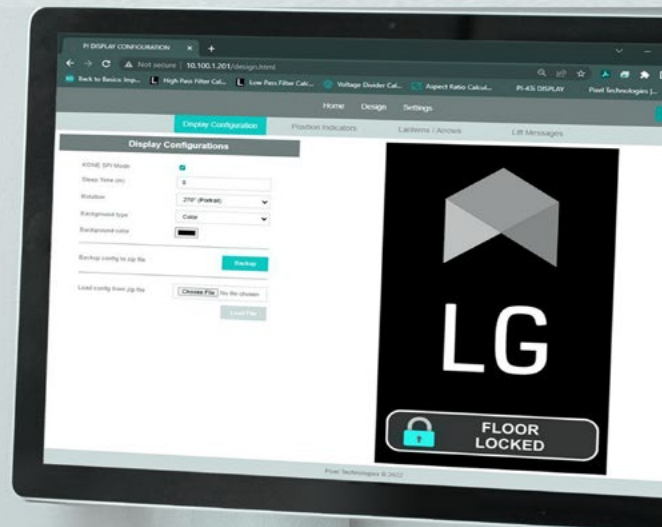 PI DISPLAY CONFIGURATION
Not secure | 10.100.1.201/design.html
Back to Basics: Imp... High Pass Filter Cal... Low Pass Filter Calc... Voltage Divider Cal... Aspect Ratio Calcul... PI-43i DISPLAY Pixel Technologies |...
Home Design Settings
Display Configuration Position Indicators Lanterns / Arrows Lift Messages
Display Configurations
KONE SPI Mode
Sleep Time (m) 0
Rotation 270° (Portrait)
Background type Color
Background color
Backup config to zip file Backup
Load config from zip file Choose File No file chosen
Load File
LG
FLOOR
LOCKED
Pixel Technologies © 2022